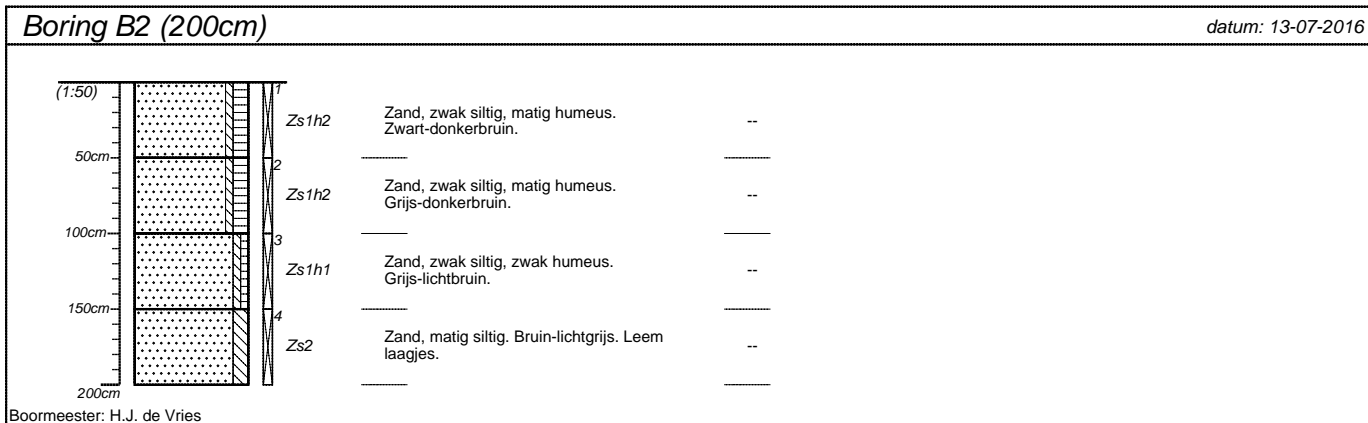 Boring B2 (200cm)
datum: 13-07-2016
(1:50)
1
Zs1h2
Zand, zwak siltig, matig humeus.
Zwart-donkerbruin.
--
50cm
2
Zs1h2
Zand, zwak siltig, matig humeus.
Grijs-donkerbruin.
--
100cm
3
Zs1h1
Zand, zwak siltig, zwak humeus.
Grijs-lichtbruin.
--
150cm
4
Zs2
Zand, matig siltig. Bruin-lichtgrijs. Leem
laagjes.
--
200cm
Boormeester: H.J. de Vries